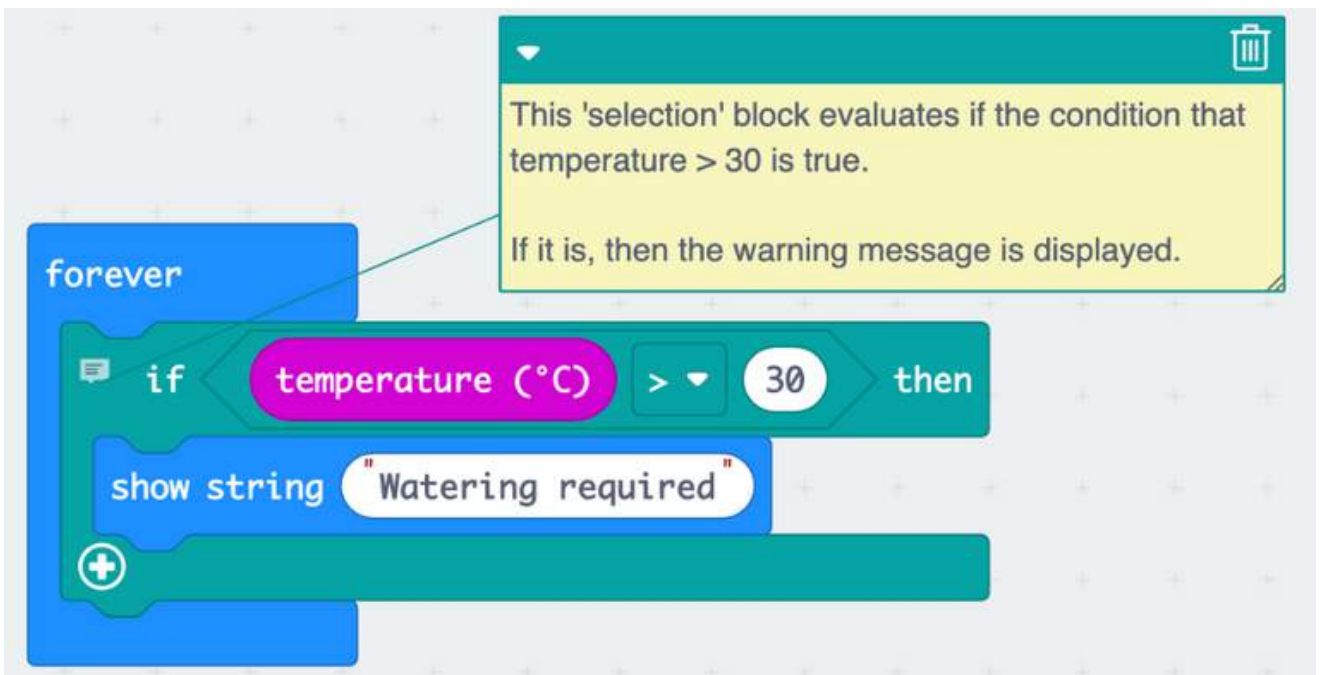 This 'selection' block evaluates if the condition that
temperature > 30 is true.
If it is, then the warning message is displayed.
forever
if temperature (°C) > 30 then
show string "Watering required"